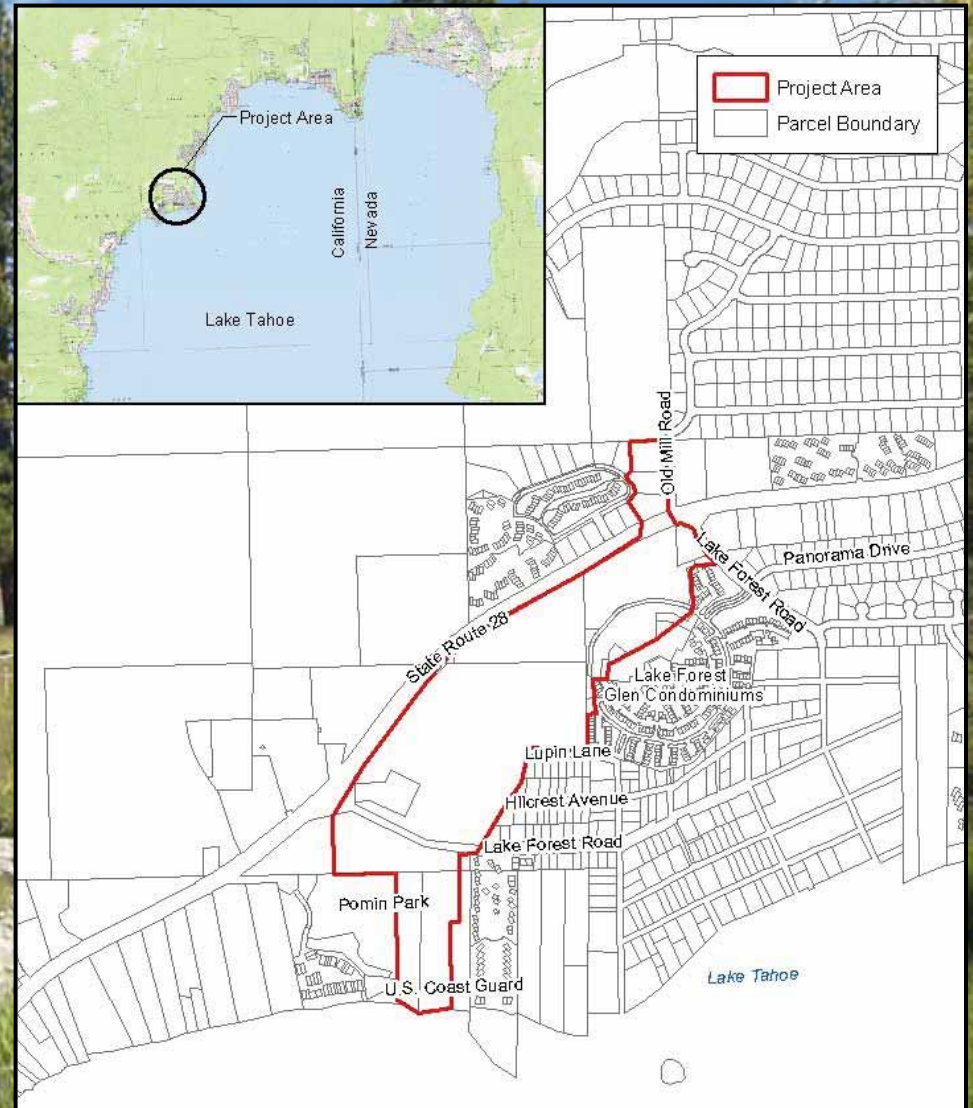 Project Area
California
Nevada
Lake Tahoe
Project Area
Parcel Boundary
Old Mill Road
Lake Forest Road
Panorama Drive
State Route 28
Lake Forest
Glen Condominiums
Lupin Lane
Hillcrest Avenue
Lake Forest Road
Pomin Park
U.S. Coast Guard
Lake Tahoe